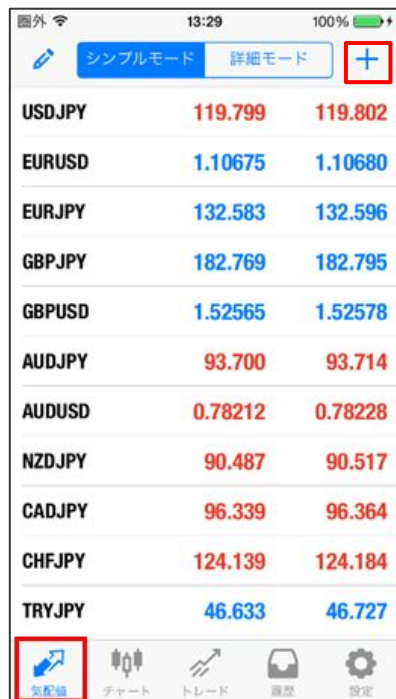 圏外 13:29 100%
シンプルモード 詳細モード
USDJPY 119.799 119.802
EURUSD 1.10675 1.10680
EURJPY 132.583 132.596
GBPJPY 182.769 182.795
GBPUSD 1.52565 1.52578
AUDJPY 93.700 93.714
AUDUSD 0.78212 0.78228
NZDJPY 90.487 90.517
CADJPY 96.339 96.364
CHFJPY 124.139 124.184
TRYJPY 46.633 46.727
気配値 チャート トレード 履歴 設定